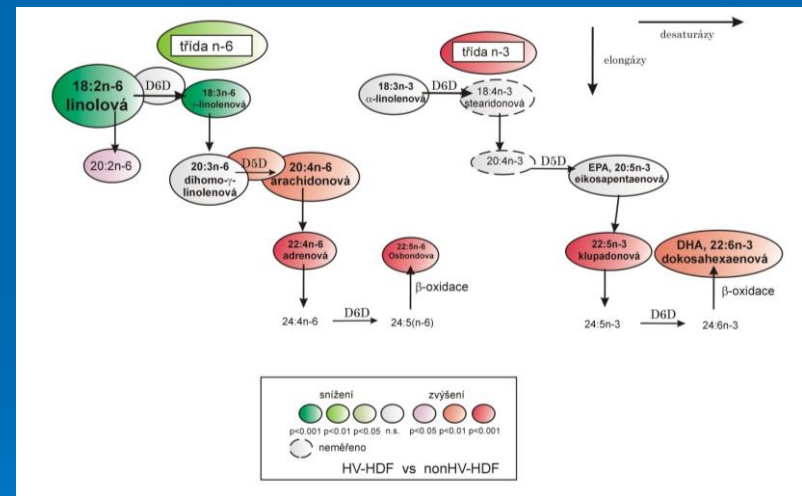 třída n-6
třída n-3
desaturázy
elongázy
18:2n-6
linolová
D6D
18:3n-6
γ-linolenová
18:3n-3
α-linolenová
D6D
18:4n-3
stearidonová
20:2n-6
20:3n-6
dihomo-γ-
linolenová
D5D
20:4n-6
arachidonová
20:4n-3
D5D
EPA, 20:5n-3
eikosapentaenová
22:4n-6
adrenová
22:5n-6
Osbondova
22:5n-3
klupadonová
DHA, 22:6n-3
dokosahexaenová
β-oxidace
β-oxidace
24:4n-6
D6D
24:5(n-6)
24:5n-3
D6D
24:6n-3
snížení
zvýšení
p<0.001 p<0.01 p<0.05 n.s. p<0.05 p<0.01 p<0.001
neměřeno
HV-HDF vs nonHV-HDF